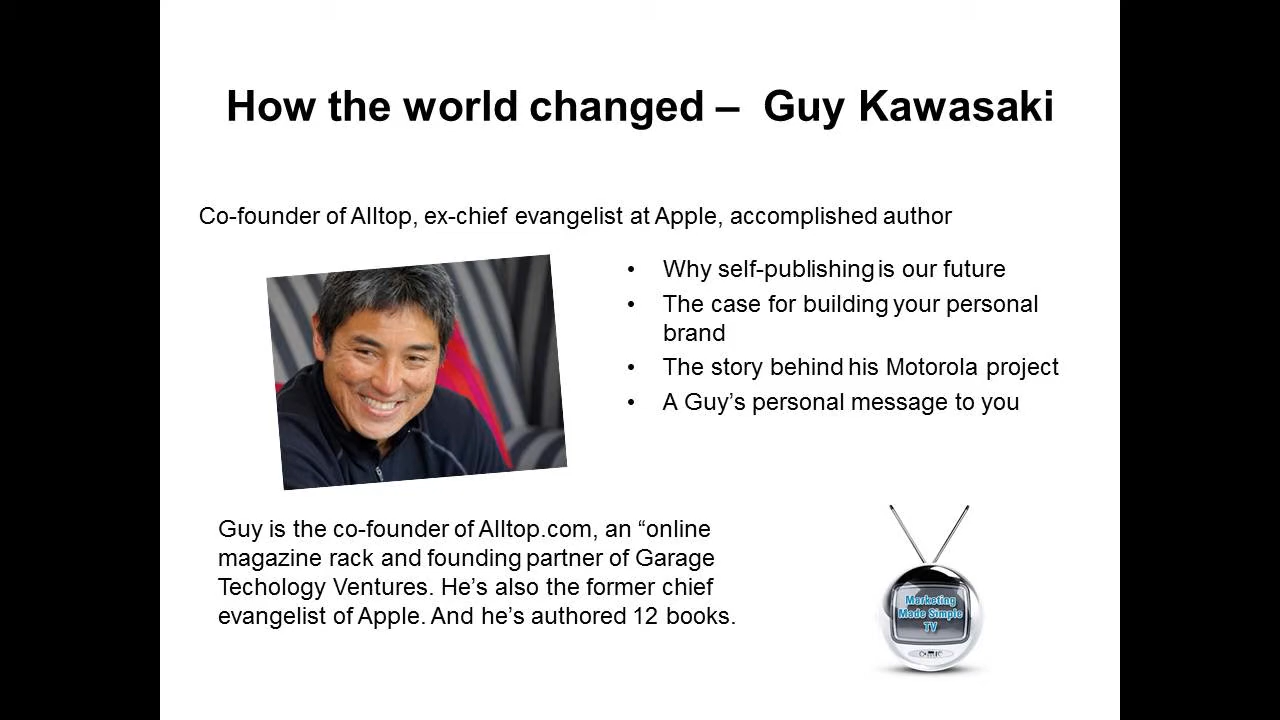 How the world changed –  Guy Kawasaki
Co-founder of Alltop, ex-chief evangelist at Apple, accomplished author
• Why self-publishing is our future
• The case for building your personal
brand
• The story behind his Motorola project
• A Guy’s personal message to you
Guy is the co-founder of Alltop.com, an “online
magazine rack and founding partner of Garage
Techology Ventures. He’s also the former chief
evangelist of Apple. And he’s authored 12 books.
Marketing
Made Simple
TV